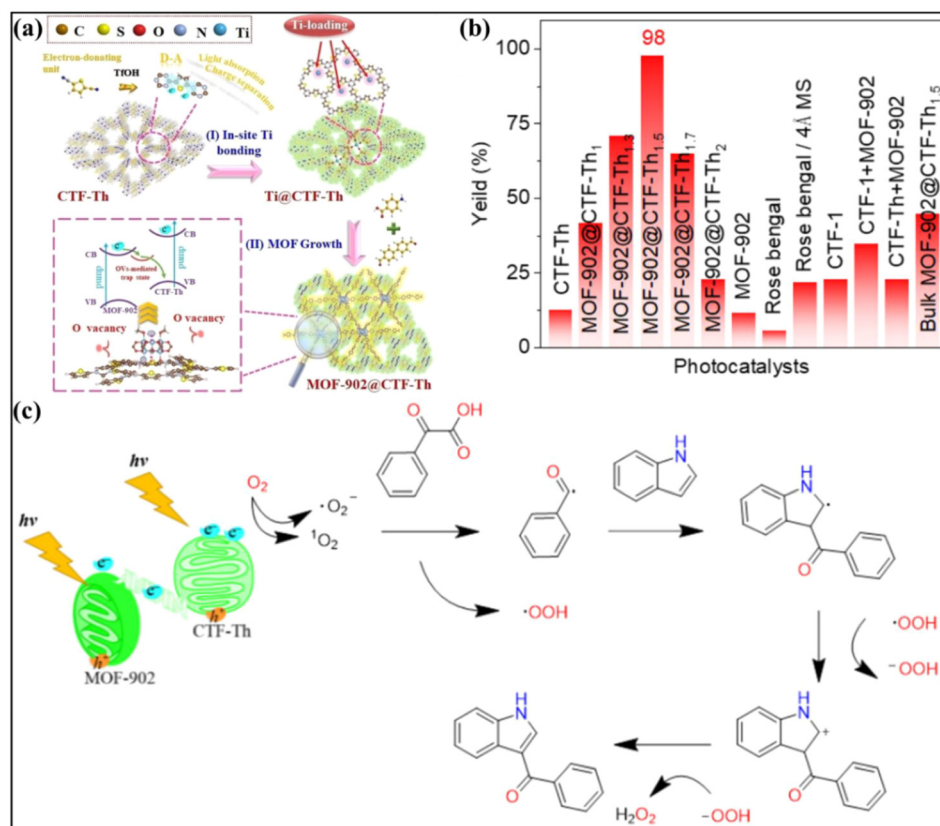 (a)
C S O N Ti
Electron-donating
unit
TfOH
D-A
Light absorption
Charge separation
Ti-loading
(I) In-site Ti
bonding
CTF-Th
Ti@CTF-Th
(II) MOF Growth
CB
e⁻
CB
e⁻
OVs-mediated
trap state
pump
pump
VB
MOF-902
CTF-Th
VB
O vacancy
O vacancy
MOF-902@CTF-Th
(b)
Yeild (%)
100
75
50
25
0
98
CTF-Th
MOF-902@CTF-Th₁
MOF-902@CTF-Th₁.₃
MOF-902@CTF-Th₁.₅
MOF-902@CTF-Th₁.₇
MOF-902@CTF-Th₂
MOF-902
Rose bengal
Rose bengal / 4Å MS
CTF-1
CTF-1+MOF-902
CTF-Th+MOF-902
Bulk MOF-902@CTF-Th₁.₅
Photocatalysts
(c)
hv
hv
O₂
·O₂⁻
¹O₂
e⁻ e⁻
e⁻
e⁻
h⁺
CTF-Th
h⁺
MOF-902
O
OH
O
O
·
H
N
H
N
·
O
·OOH
·OOH
⁻OOH
H
N
+
O
H
N
O
H₂O₂
−OOH